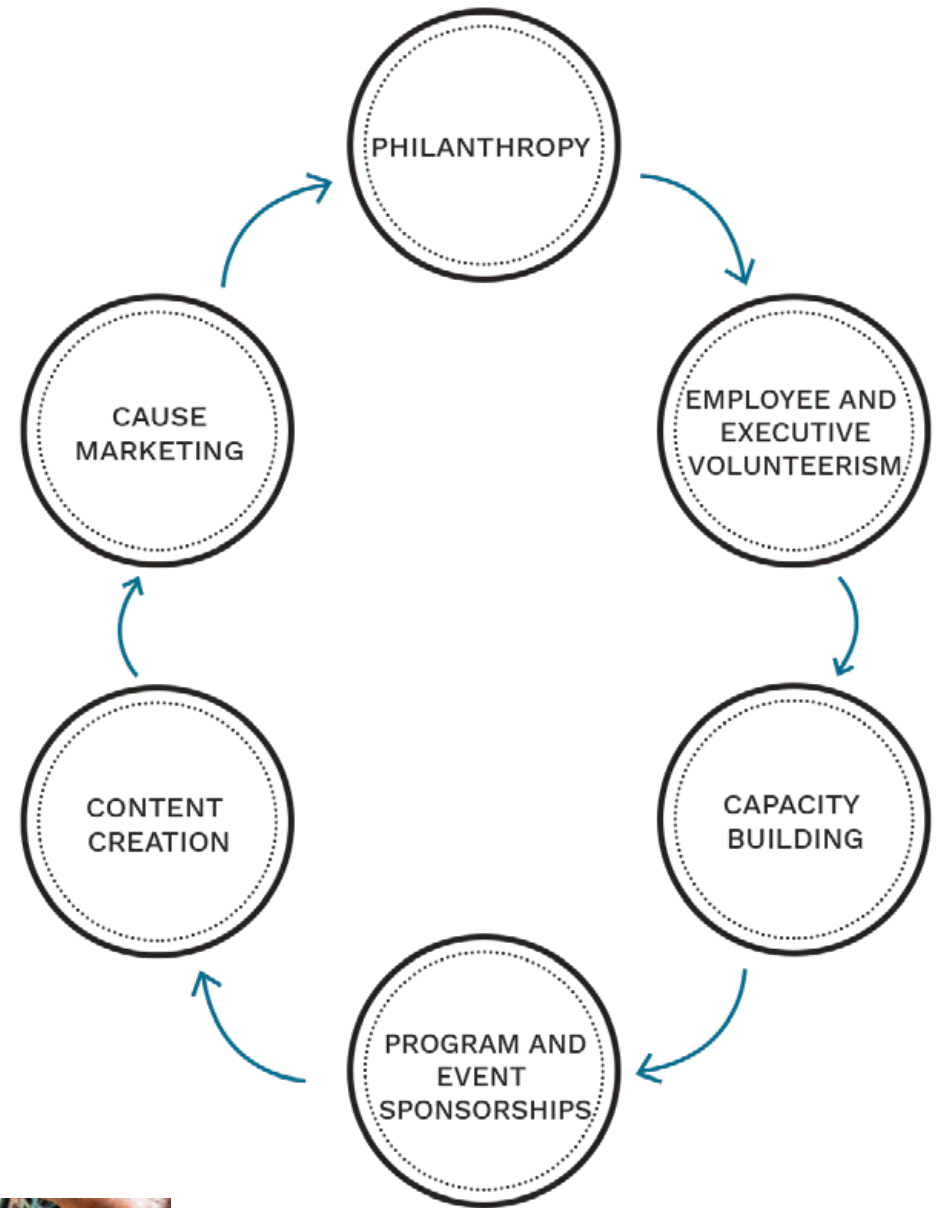 PHILANTHROPY
EMPLOYEE AND
EXECUTIVE
VOLUNTEERISM
CAPACITY
BUILDING
PROGRAM AND
EVENT
SPONSORSHIPS
CONTENT
CREATION
CAUSE
MARKETING